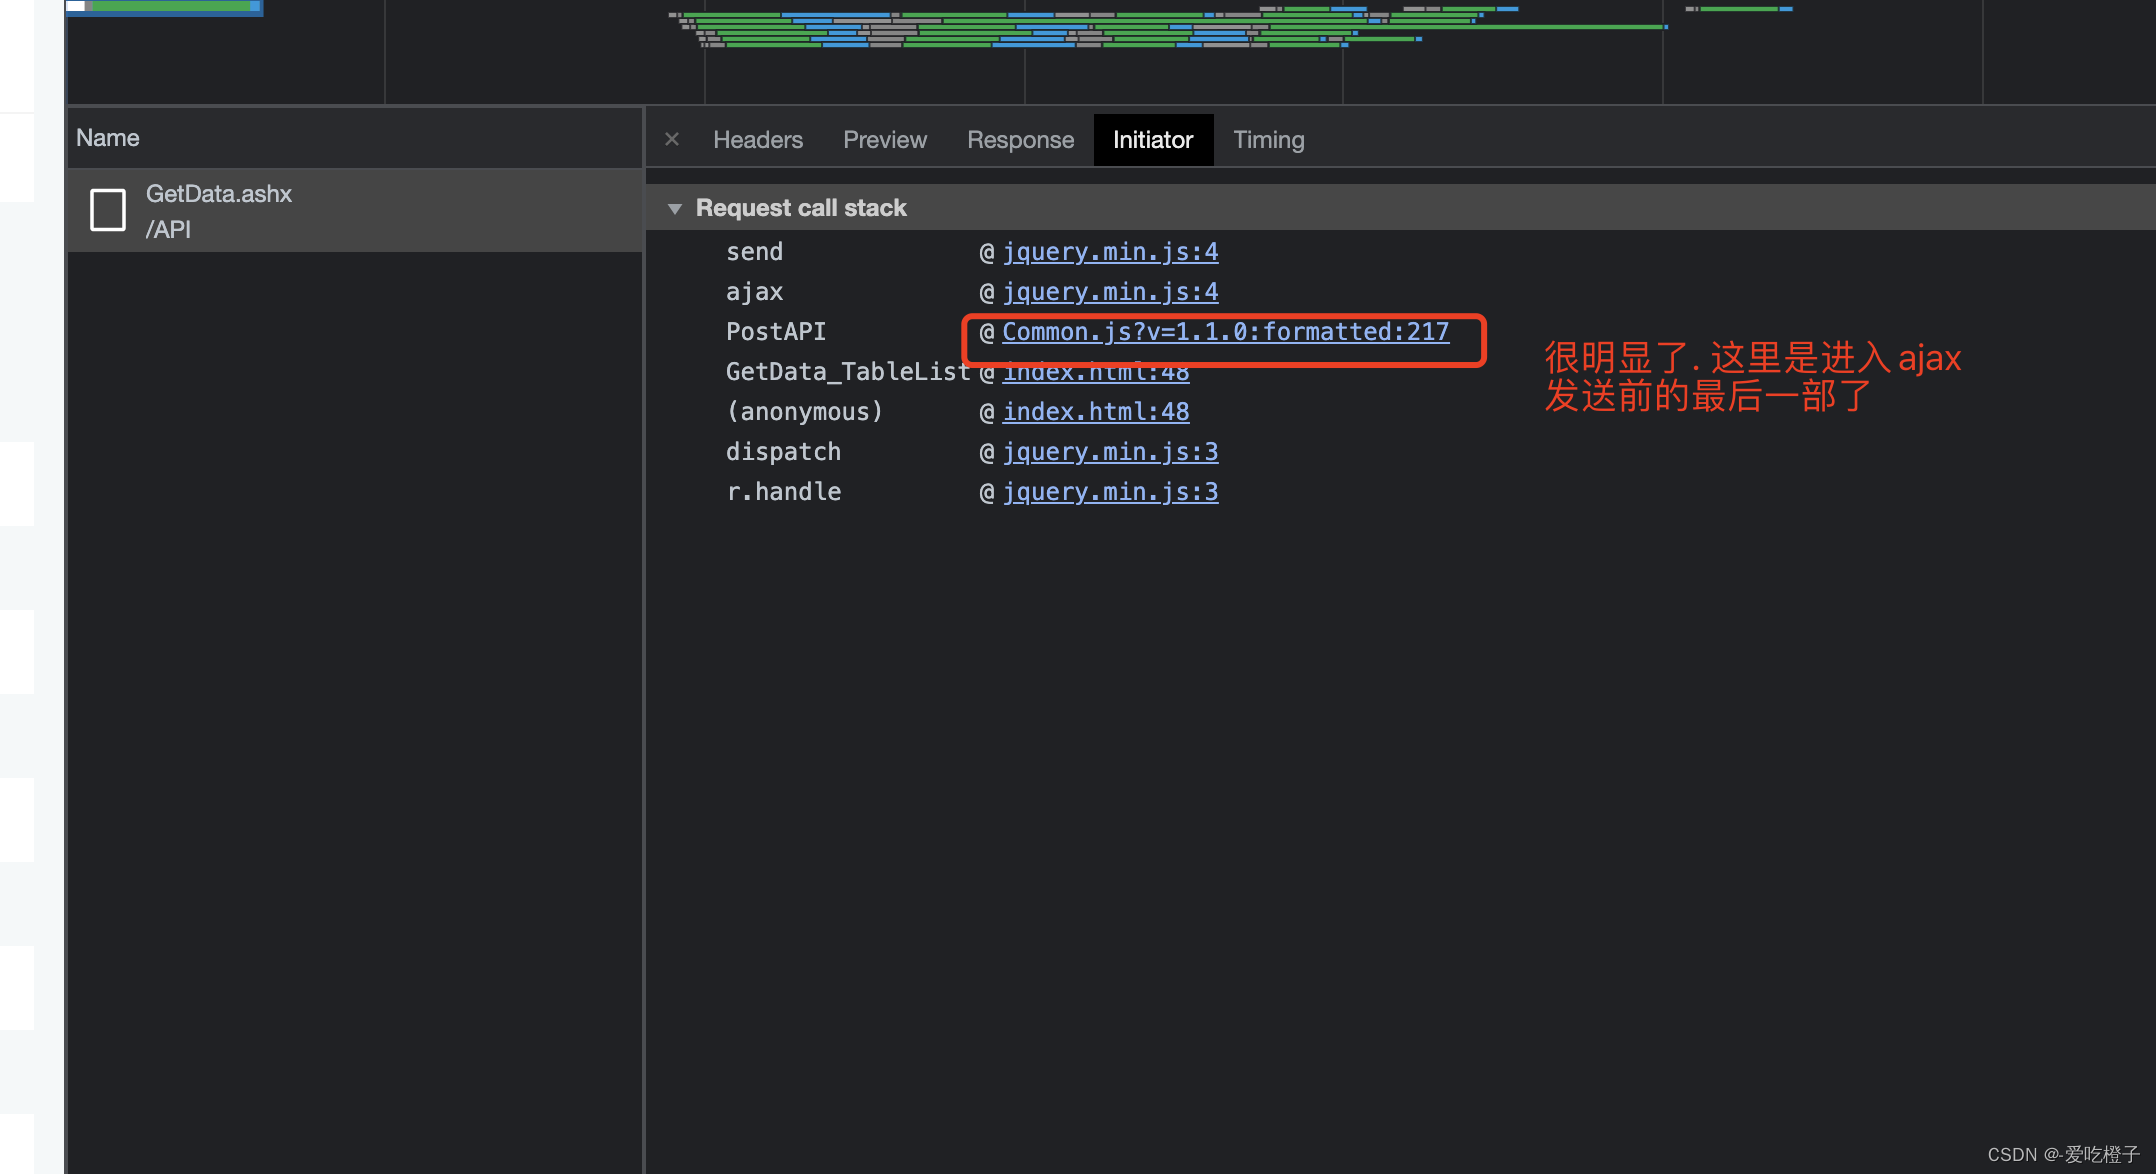 Name
× Headers Preview Response Initiator Timing
GetData.ashx
/API
▼ Request call stack
send @ jquery.min.js:4
ajax @ jquery.min.js:4
PostAPI @ Common.js?v=1.1.0:formatted:217
GetData_TableList @ index.html:48
(anonymous) @ index.html:48
dispatch @ jquery.min.js:3
r.handle @ jquery.min.js:3
很明显了. 这里是进入 ajax
发送前的最后一部了
CSDN @-爱吃橙子